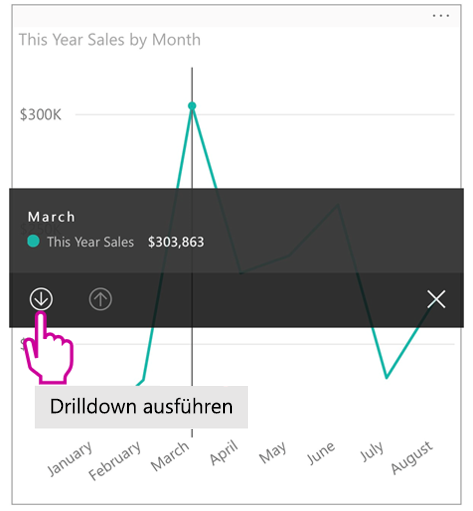 ...
This Year Sales by Month
$300K
March
This Year Sales $303,863
Drilldown ausführen
January
February
March
April
May
June
July
August